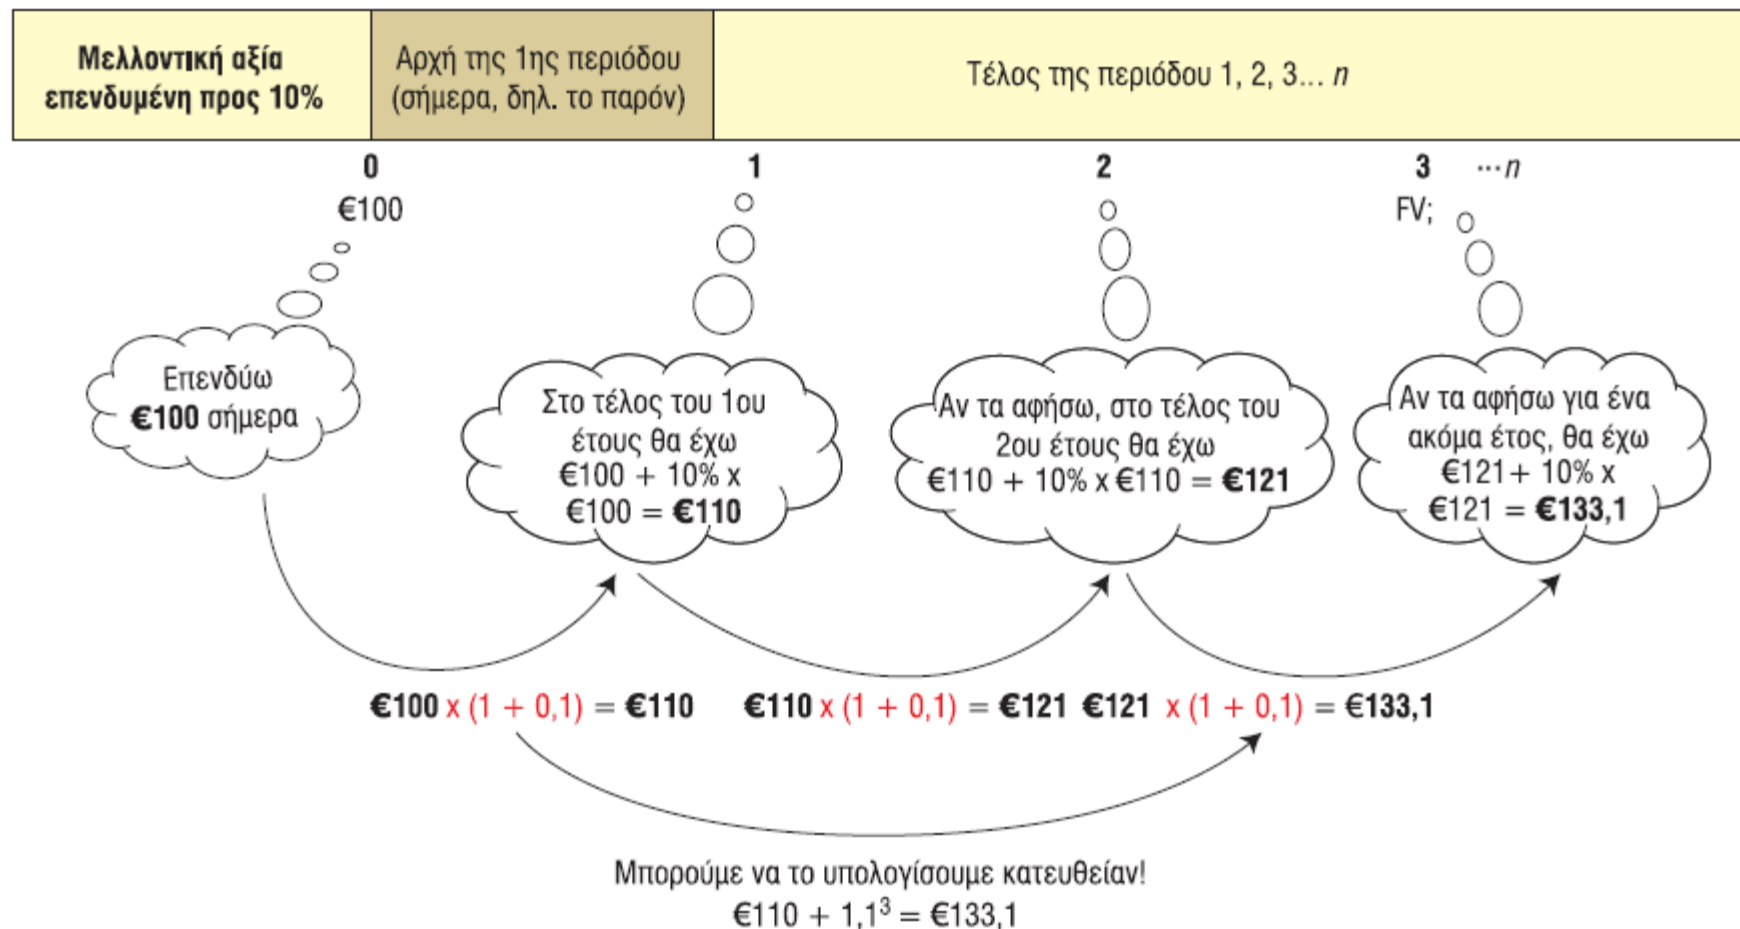 Μελλοντική αξία
επενδυμένη προς 10%
Αρχή της 1ης περιόδου
(σήμερα, δηλ. το παρόν)
Τέλος της περιόδου 1, 2, 3... n
0
1
2
3 ...n
€100
FV;
Επενδύω
€100 σήμερα
Στο τέλος του 1ου
έτους θα έχω
€100 + 10% x
€100 = €110
Αν τα αφήσω, στο τέλος του
2ου έτους θα έχω
€110 + 10% x €110 = €121
Αν τα αφήσω για ένα
ακόμα έτος, θα έχω
€121+ 10% x
€121 = €133,1
€100 x (1 + 0,1) = €110
€110 x (1 + 0,1) = €121
€121 x (1 + 0,1) = €133,1
Μπορούμε να το υπολογίσουμε κατευθείαν!
€110 + 1,1³ = €133,1